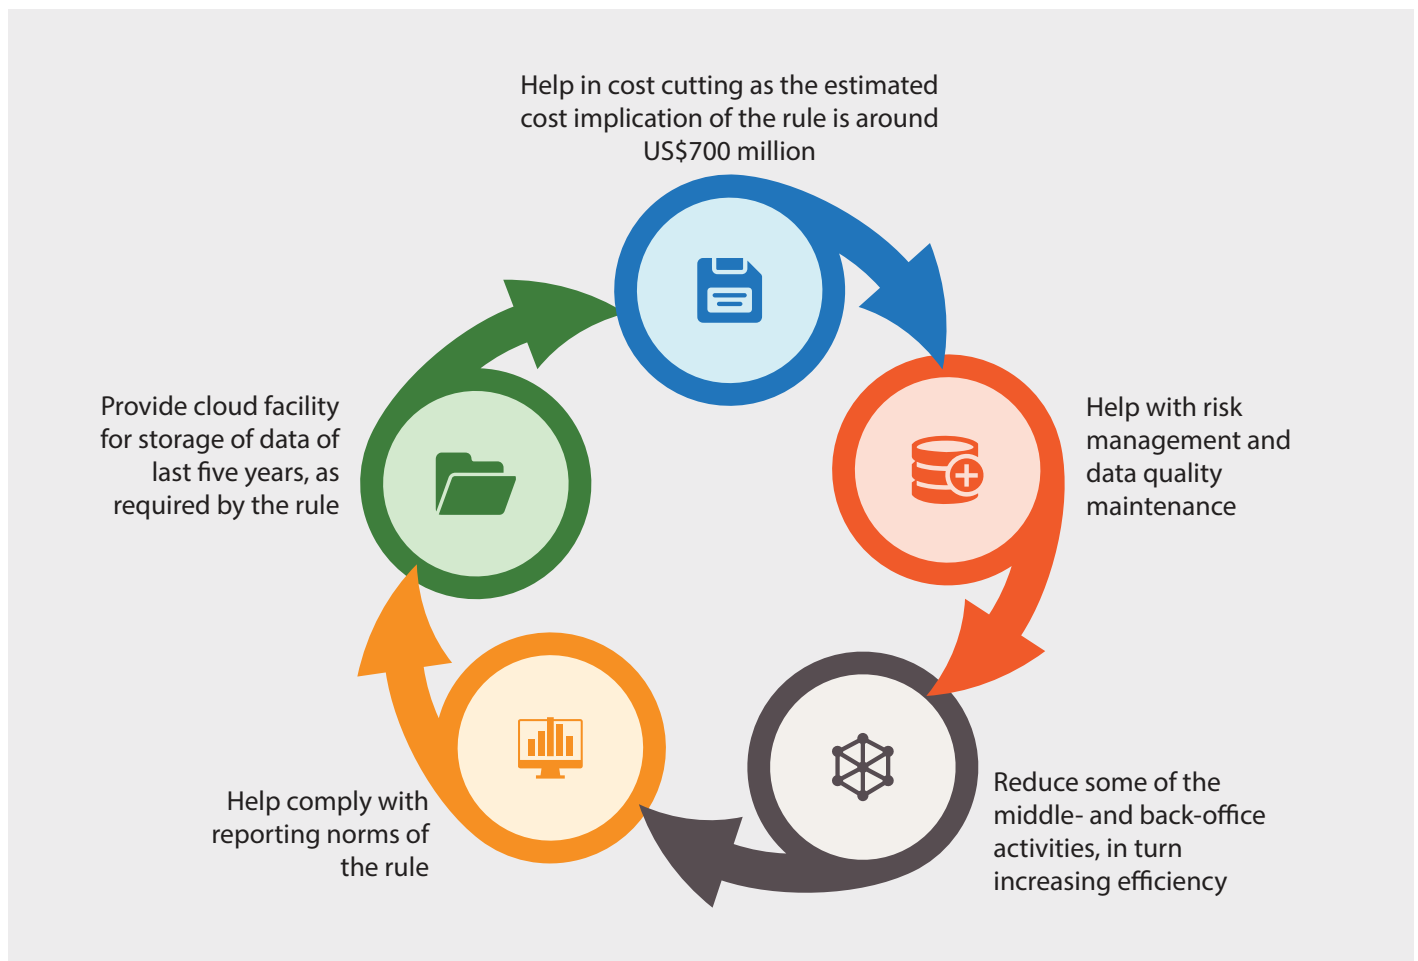 Help in cost cutting as the estimated
cost implication of the rule is around
US$700 million
Help with risk
management and
data quality
maintenance
Reduce some of the
middle- and back-office
activities, in turn
increasing efficiency
Help comply with
reporting norms of
the rule
Provide cloud facility
for storage of data of
last five years, as
required by the rule